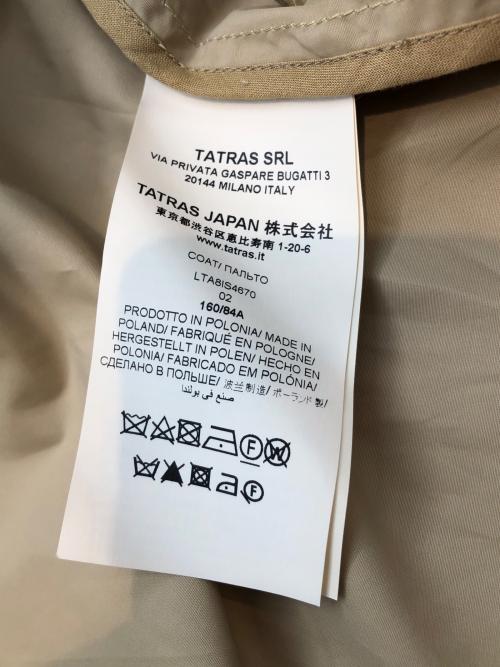 TATRAS SRL
VIA PRIVATA GASPARE BUGATTI 3
20144 MILANO ITALY
TATRAS JAPAN 株式会社
東京都渋谷区恵比寿南 1-20-6
www.tatras.it
COAT/ ПАЛЬТО
LTA8IS4670
02
160/84A
PRODOTTO IN POLONIA/ MADE IN
POLAND/ FABRIQUÉ EN POLOGNE/
HERGESTELLT IN POLEN/ HECHO EN
POLONIA/ FABRICADO EM POLÓNIA/
СДЕЛАНО В ПОЛЬШЕ/ 波兰制造/ ポーランド製/
صنع في بولندا
F W
F